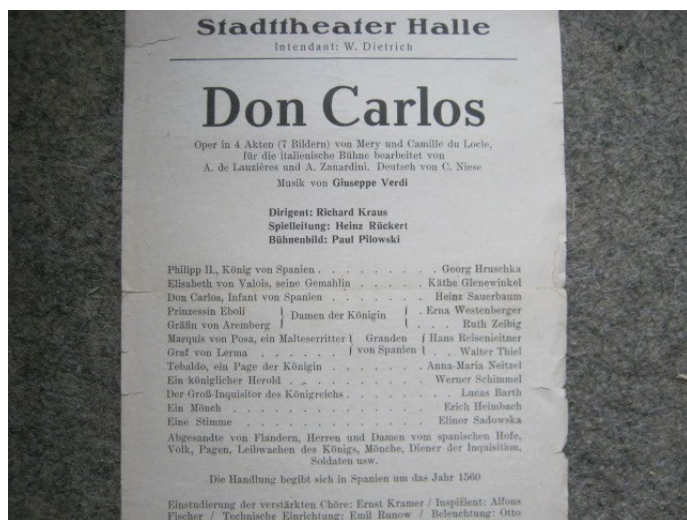 Stadttheater Halle
Intendant: W. Dietrich
Don Carlos
Oper in 4 Akten (7 Bildern) von Mery und Camille du Locle,
für die italienische Bühne bearbeitet von
A. de Lauzières und A. Zanardini. Deutsch von C. Niese
Musik von Giuseppe Verdi
Dirigent: Richard Kraus
Spielleitung: Heinz Rückert
Bühnenbild: Paul Pilowski
Philipp II., König von Spanien . . . . . . . . . Georg Hruschka
Elisabeth von Valois, seine Gemahlin . . . . . . Käthe Glenewinkel
Don Carlos, Infant von Spanien . . . . . . . . Heinz Sauerbaum
Prinzessin Eboli } Damen der Königin { . Erna Westenberger
Gräfin von Aremberg } { . . . Ruth Zeibig
Marquis von Posa, ein Malteserritter } Granden { Hans Reisenleitner
Graf von Lerma . . . . } von Spanien { . . Walter Thiel
Tebaldo, ein Page der Königin . . . . . . . Anna-Maria Neitzel
Ein königlicher Herold . . . . . . . . . . Werner Schimmel
Der Groß-Inquisitor des Königreichs . . . . . . . Lucas Barth
Ein Mönch . . . . . . . . . . . . Erich Heimbach
Eine Stimme . . . . . . . . . . . Elinor Sadowska
Abgesandte von Flandern, Herren und Damen vom spanischen Hofe,
Volk, Pagen, Leibwachen des Königs, Mönche, Diener der Inquisition,
Soldaten usw.
Die Handlung begibt sich in Spanien um das Jahr 1560
Einstudierung der verstärkten Chöre: Ernst Kramer / Inspizient: Alfons
Fischer / Technische Einrichtung: Emil Runow / Beleuchtung: Otto